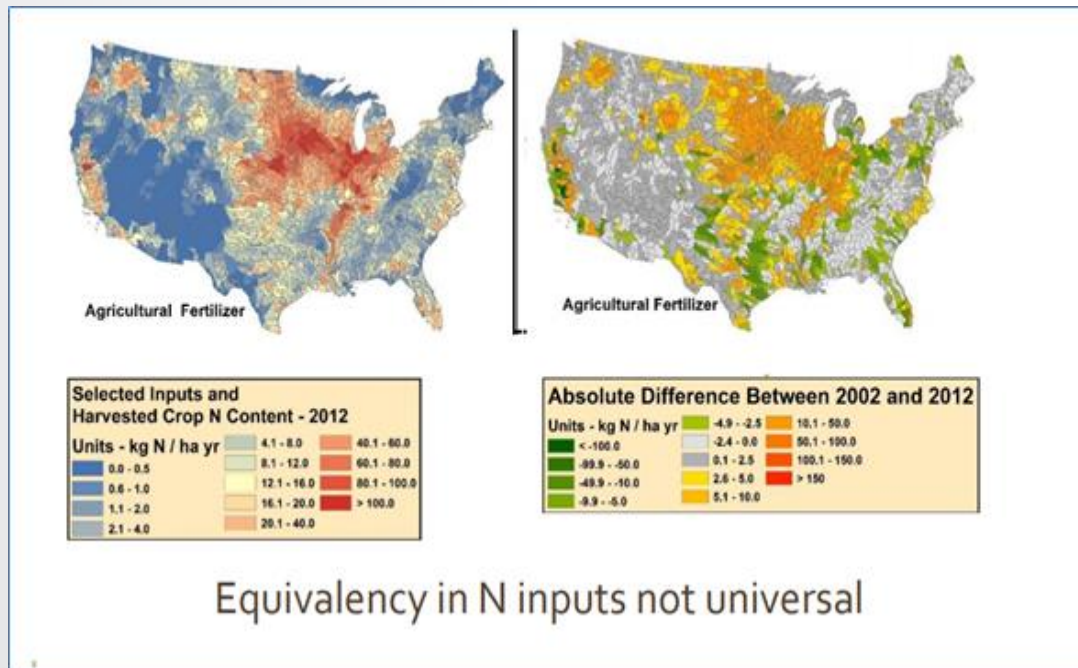 Agricultural Fertilizer
Agricultural Fertilizer
Selected Inputs and
Harvested Crop N Content - 2012
Units - kg N / ha yr
0.0 - 0.5
0.6 - 1.0
1.1 - 2.0
2.1 - 4.0
4.1 - 8.0
8.1 - 12.0
12.1 - 16.0
16.1 - 20.0
20.1 - 40.0
40.1 - 60.0
60.1 - 80.0
80.1 - 100.0
> 100.0
Absolute Difference Between 2002 and 2012
Units - kg N / ha yr
< -100.0
-99.9 - -50.0
-49.9 - -10.0
-9.9 - -5.0
-4.9 - -2.5
-2.4 - 0.0
0.1 - 2.5
2.6 - 5.0
5.1 - 10.0
10.1 - 50.0
50.1 - 100.0
100.1 - 150.0
> 150
Equivalency in N inputs not universal